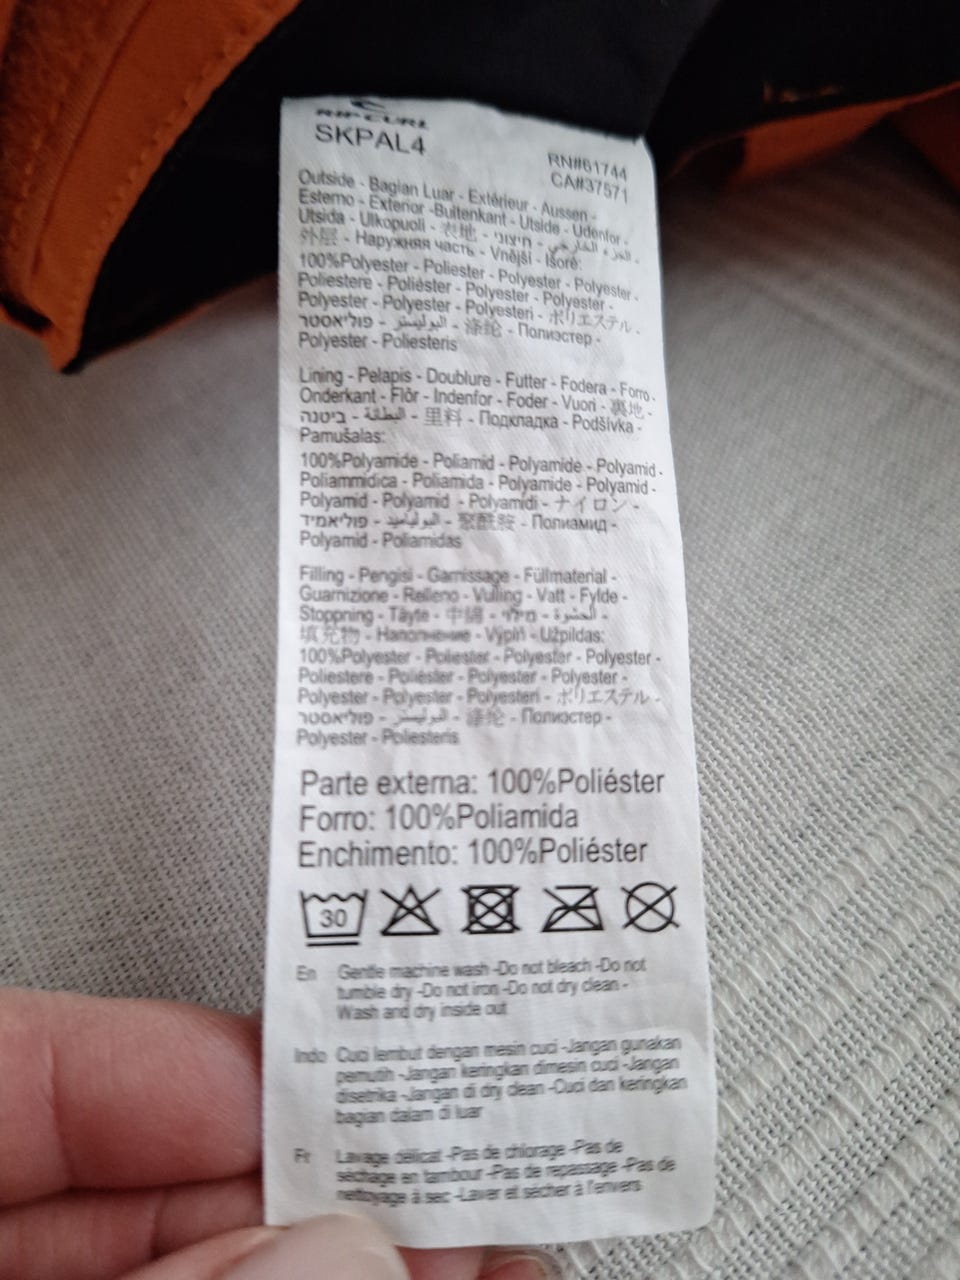 RIP CURL
SKPAL4
RN#61744
CA#37571
Outside - Bagian Luar - Extérieur - Aussen -
Esterno - Exterior -Buitenkant - Utside - Udenfor -
Utsida - Ulkopuoli - 表地 - חיצוני - الجزء الخارجي -
外层 - Наружняя часть - Vnější - Išorė:
100%Polyester - Poliester - Polyester - Polyester -
Poliestere - Poliéster - Polyester - Polyester -
Polyester - Polyester - Polyesteri - ポリエステル -
פוליאסטר - البوليستر - 涤纶 - Полиэстер -
Polyester - Poliesteris
Lining - Pelapis - Doublure - Futter - Fodera - Forro -
Onderkant - Flôr - Indenfor - Foder - Vuori - 裏地 -
ביטנה - البطانة - 里料 - Подкладка - Podšívka -
Pamušalas:
100%Polyamide - Poliamid - Polyamide - Polyamid -
Poliammidica - Poliamida - Polyamide - Polyamid -
Polyamid - Polyamid - Polyamidi - ナイロン -
פוליאמיד - البولياميد - 聚酰胺 - Полиамид -
Polyamid - Poliamidas
Filling - Pengisi - Garnissage - Füllmaterial -
Guarnizione - Relleno - Vulling - Vatt - Fylde -
Stoppning - Täyte - 中綿 - מילוי - الحشوة -
填充物 - Наполнение - Výplň - Užpildas:
100%Polyester - Poliester - Polyester - Polyester -
Poliestere - Poliéster - Polyester - Polyester -
Polyester - Polyester - Polyesteri - ポリエステル -
פוליאסטר - البوليستر - 涤纶 - Полиэстер -
Polyester - Poliesteris
Parte externa: 100%Poliéster
Forro: 100%Poliamida
Enchimento: 100%Poliéster
30
En Gentle machine wash -Do not bleach -Do not
tumble dry -Do not iron -Do not dry clean -
Wash and dry inside out
Indo Cuci lembut dengan mesin cuci -Jangan gunakan
pemutih -Jangan keringkan dimesin cuci -Jangan
disetrika -Jangan di dry clean -Cuci dan keringkan
bagian dalam di luar
Fr Lavage délicat -Pas de chlorage -Pas de
séchage en tambour -Pas de repassage -Pas de
nettoyage à sec -Laver et sécher à l'envers